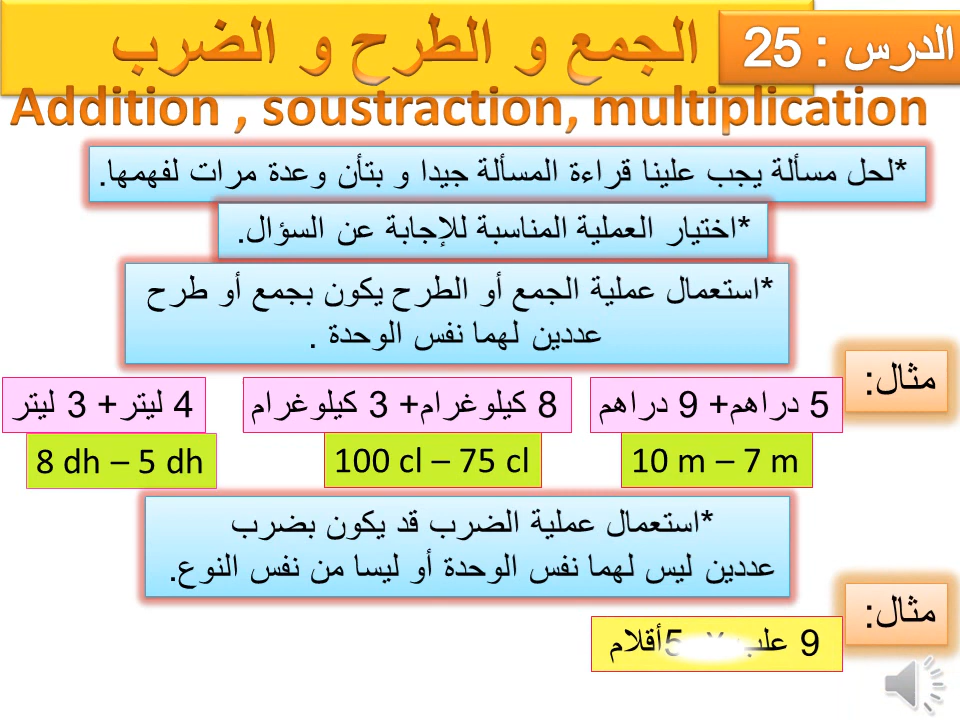 الدرس : 25
الجمع و الطرح و الضرب
Addition , soustraction, multiplication
*لحل مسألة يجب علينا قراءة المسألة جيدا و بتأن وعدة مرات لفهمها.
*اختيار العملية المناسبة للإجابة عن السؤال.
*استعمال عملية الجمع أو الطرح يكون بجمع أو طرح
عددين لهما نفس الوحدة .
مثال:
5 دراهم+ 9 دراهم
8 كيلوغرام+ 3 كيلوغرام
4 ليتر+ 3 ليتر
10 m – 7 m
100 cl – 75 cl
8 dh – 5 dh
*استعمال عملية الضرب قد يكون بضرب
عددين ليس لهما نفس الوحدة أو ليسا من نفس النوع.
مثال:
9 أقلام